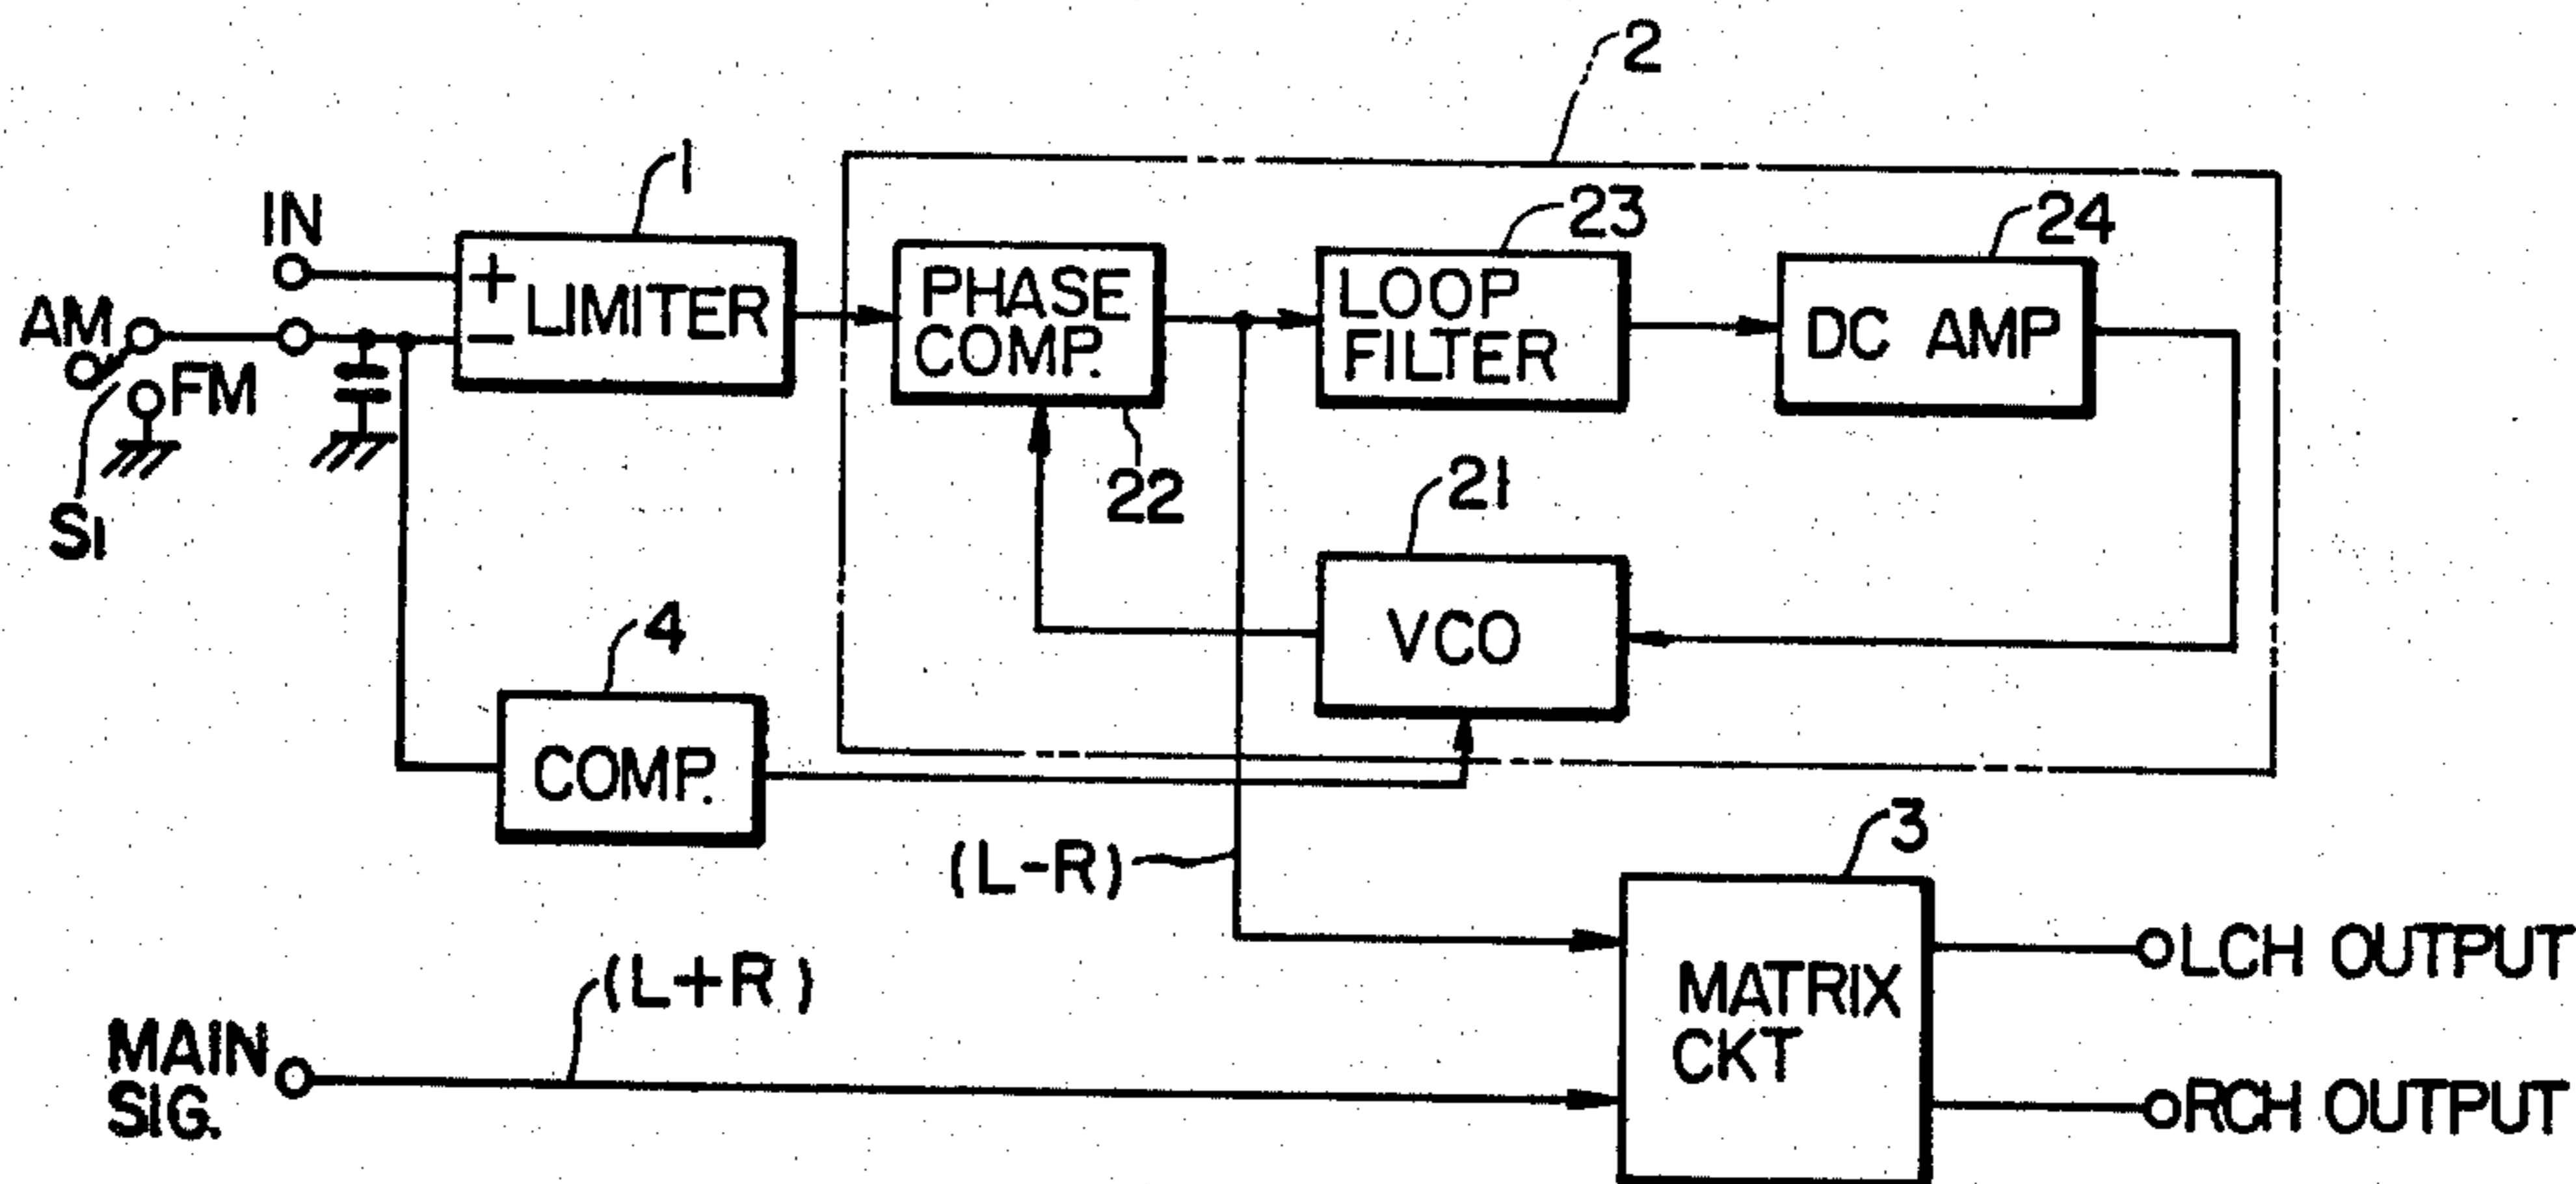 2
1
IN
23
24
+
LIMITER
PHASE
COMP.
LOOP
FILTER
DC AMP
AM
−
FM
22
21
S1
VCO
4
COMP.
(L-R)
3
(L+R)
MATRIX
CKT
LCH OUTPUT
MAIN
SIG.
RCH OUTPUT